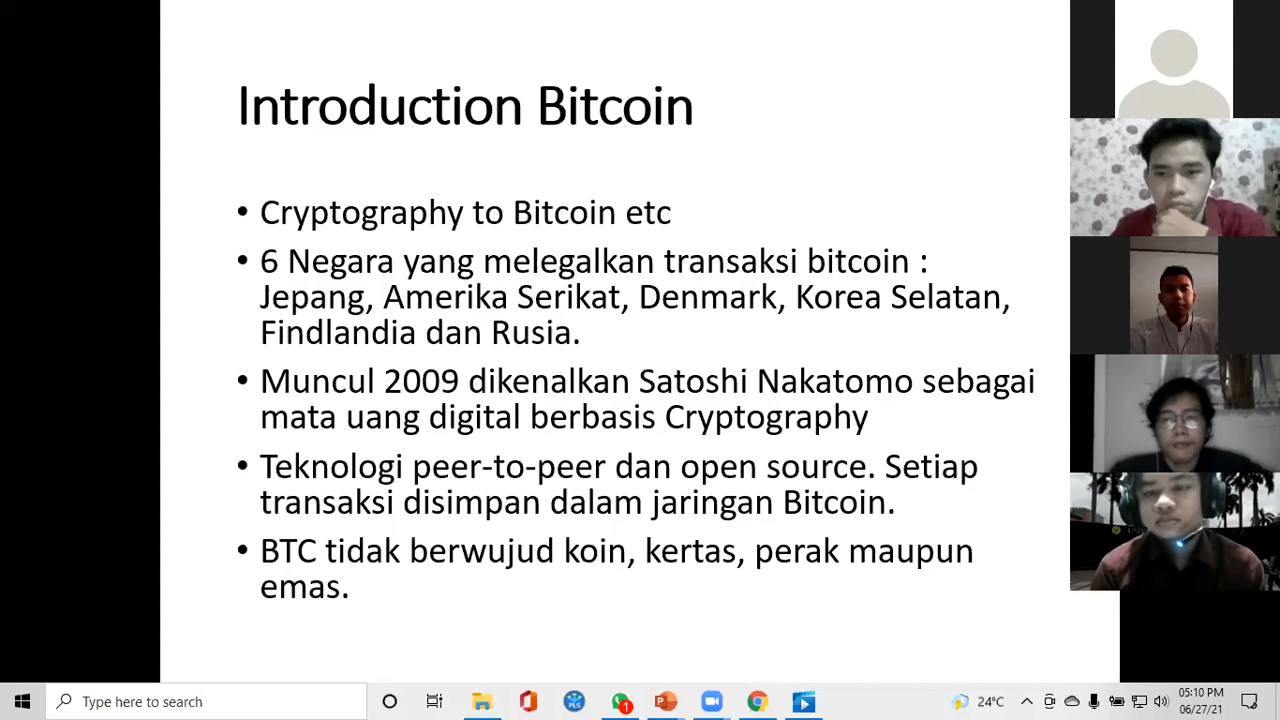 Introduction Bitcoin
• Cryptography to Bitcoin etc
• 6 Negara yang melegalkan transaksi bitcoin :
Jepang, Amerika Serikat, Denmark, Korea Selatan,
Findlandia dan Rusia.
• Muncul 2009 dikenalkan Satoshi Nakatomo sebagai
mata uang digital berbasis Cryptography
• Teknologi peer-to-peer dan open source. Setiap
transaksi disimpan dalam jaringan Bitcoin.
• BTC tidak berwujud koin, kertas, perak maupun
emas.
Type here to search
PLS
1
24°C
05:10 PM
06/27/21